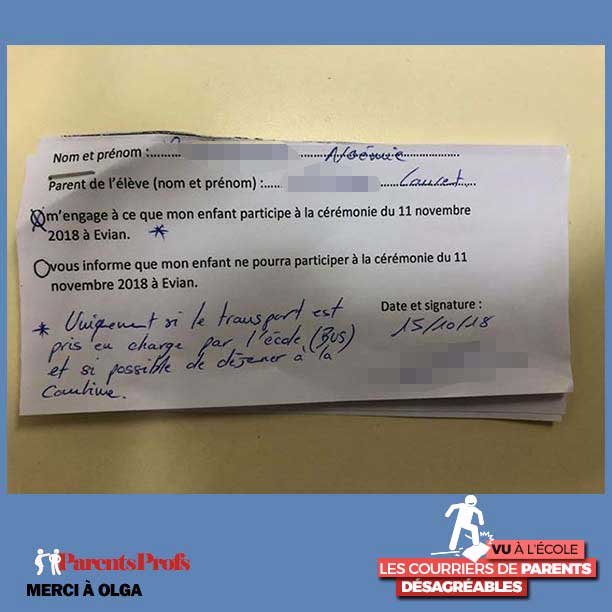 Nom et prénom :.................Noémie.............
Parent de l'élève (nom et prénom) :.................Laurret....
m'engage à ce que mon enfant participe à la cérémonie du 11 novembre
2018 à Evian. *
vous informe que mon enfant ne pourra participer à la cérémonie du 11
novembre 2018 à Evian.
Date et signature :
15/10/18
* Uniquement si le transport est
pris en charge par l'école (BUS)
et si possible de déjener à la
Cantine.
ParentsProfs
MERCI À OLGA
VU À L'ÉCOLE
LES COURRIERS DE PARENTS
DÉSAGRÉABLES